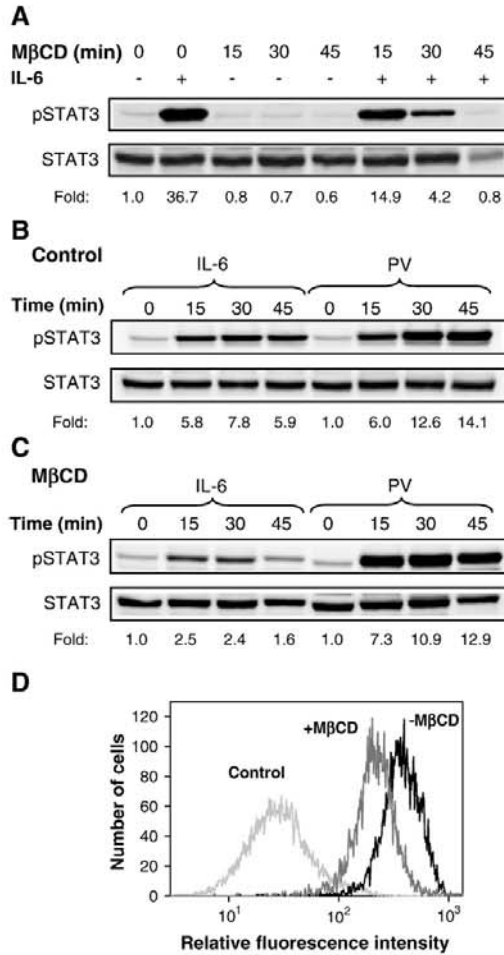 A
MβCD (min) 0 0 15 30 45 15 30 45
IL-6 - + - - - + + +
pSTAT3
STAT3
Fold: 1.0 36.7 0.8 0.7 0.6 14.9 4.2 0.8
B
Control
IL-6 PV
Time (min) 0 15 30 45 0 15 30 45
pSTAT3
STAT3
Fold: 1.0 5.8 7.8 5.9 1.0 6.0 12.6 14.1
C
MβCD
IL-6 PV
Time (min) 0 15 30 45 0 15 30 45
pSTAT3
STAT3
Fold: 1.0 2.5 2.4 1.6 1.0 7.3 10.9 12.9
D
Number of cells
120
100
80
60
40
20
0
Control
+MβCD
-MβCD
10¹ 10² 10³
Relative fluorescence intensity